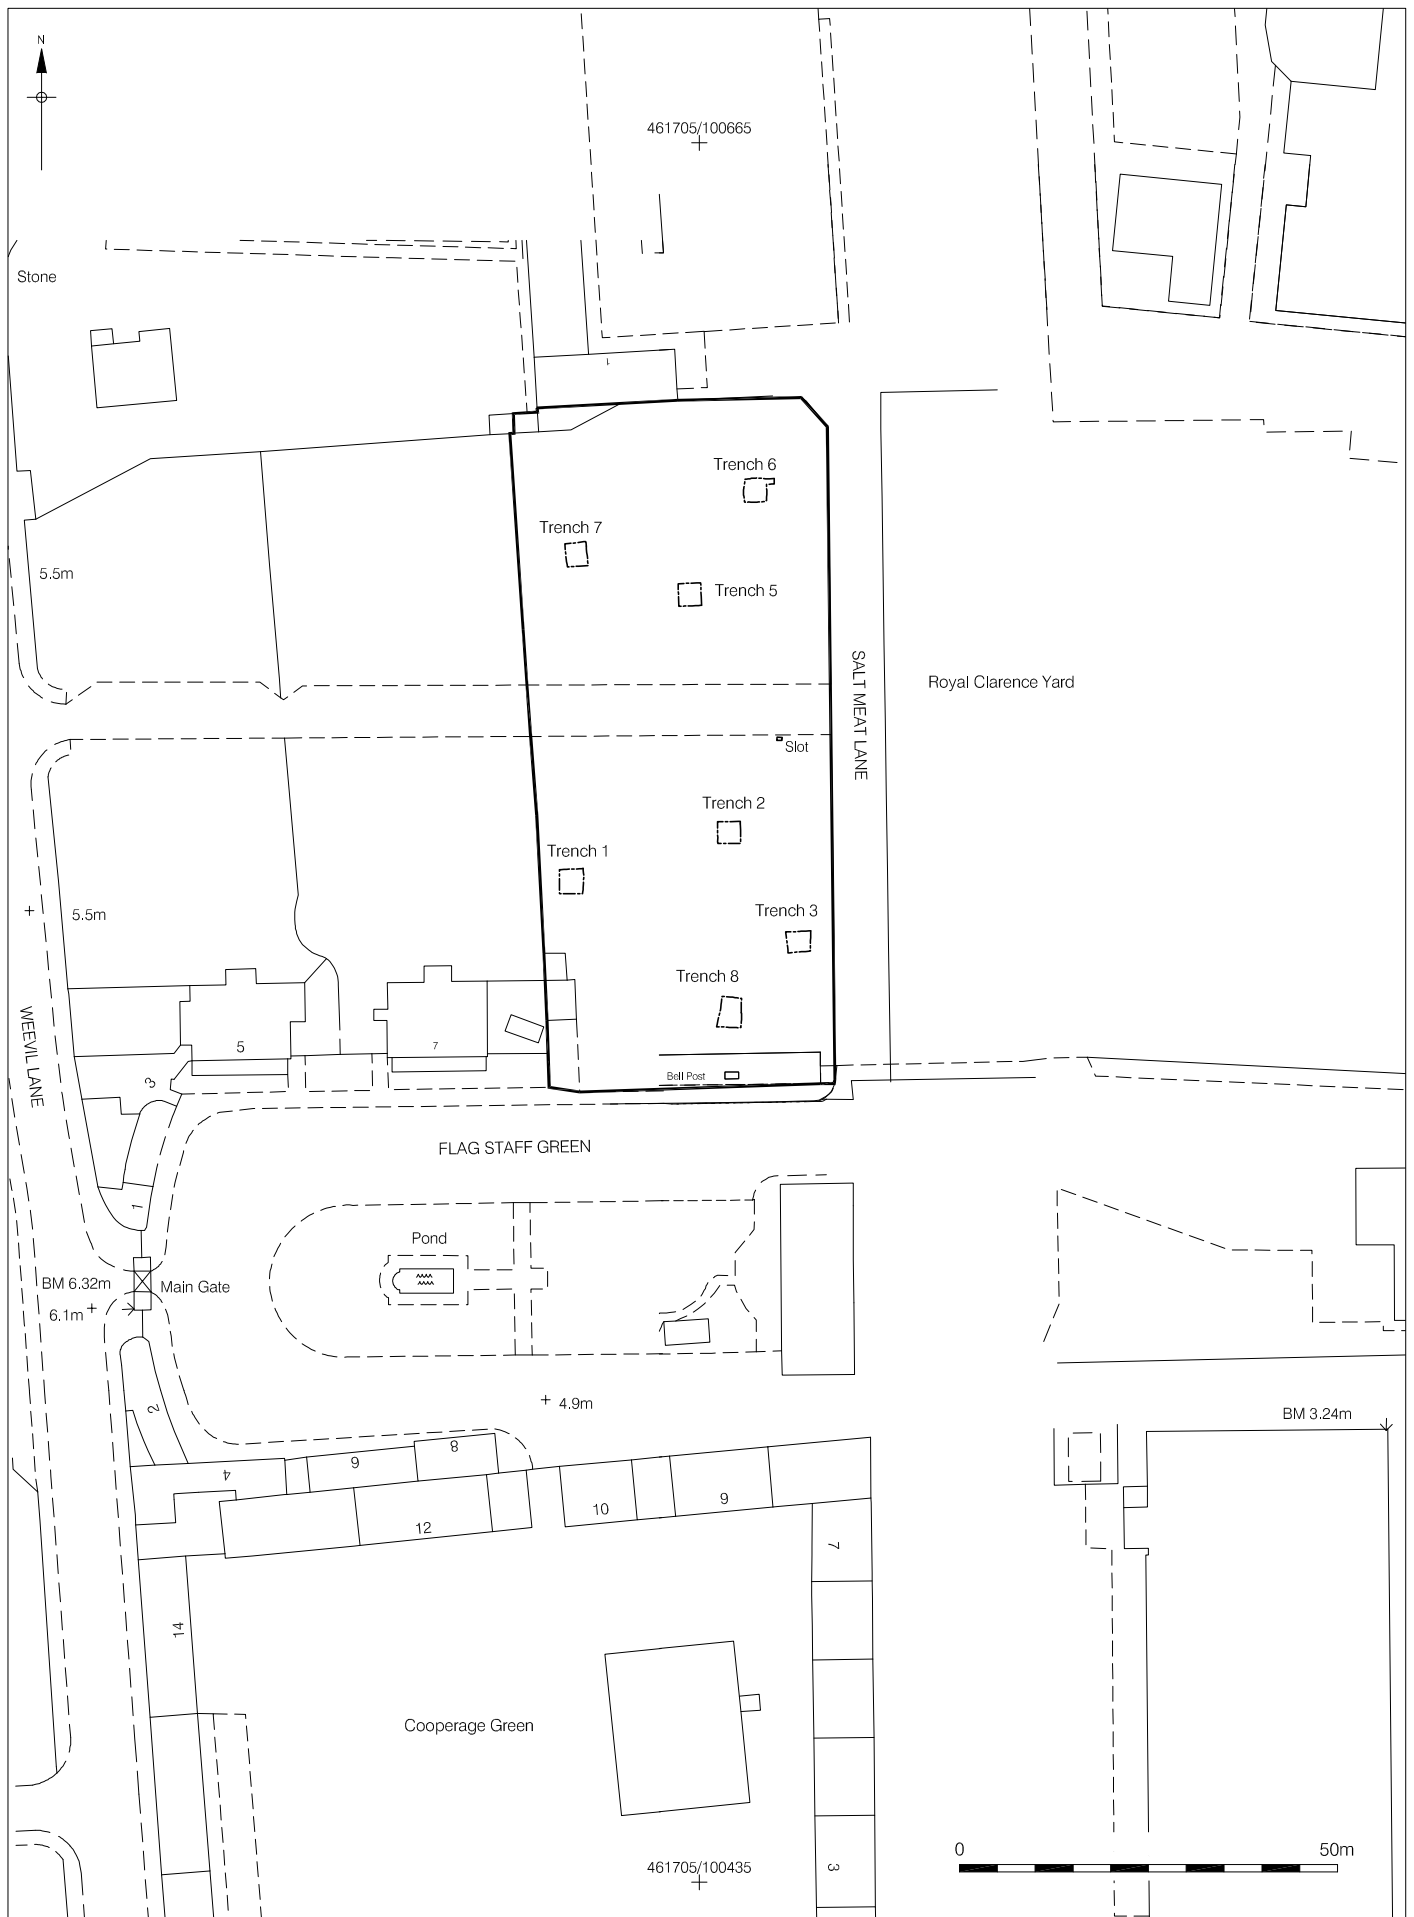 N
461705/100665
Stone
1
Trench 6
Trench 7
5.5m
Trench 5
SALT MEAT LANE
Royal Clarence Yard
Slot
Trench 2
Trench 1
5.5m
Trench 3
Trench 8
WEEVIL LANE
5
7
3
Bell Post
FLAG STAFF GREEN
1
Pond
BM 6.32m
Main Gate
6.1m
4.9m
2
BM 3.24m
8
6
4
9
10
12
7
14
Cooperage Green
0
50m
461705/100435
3